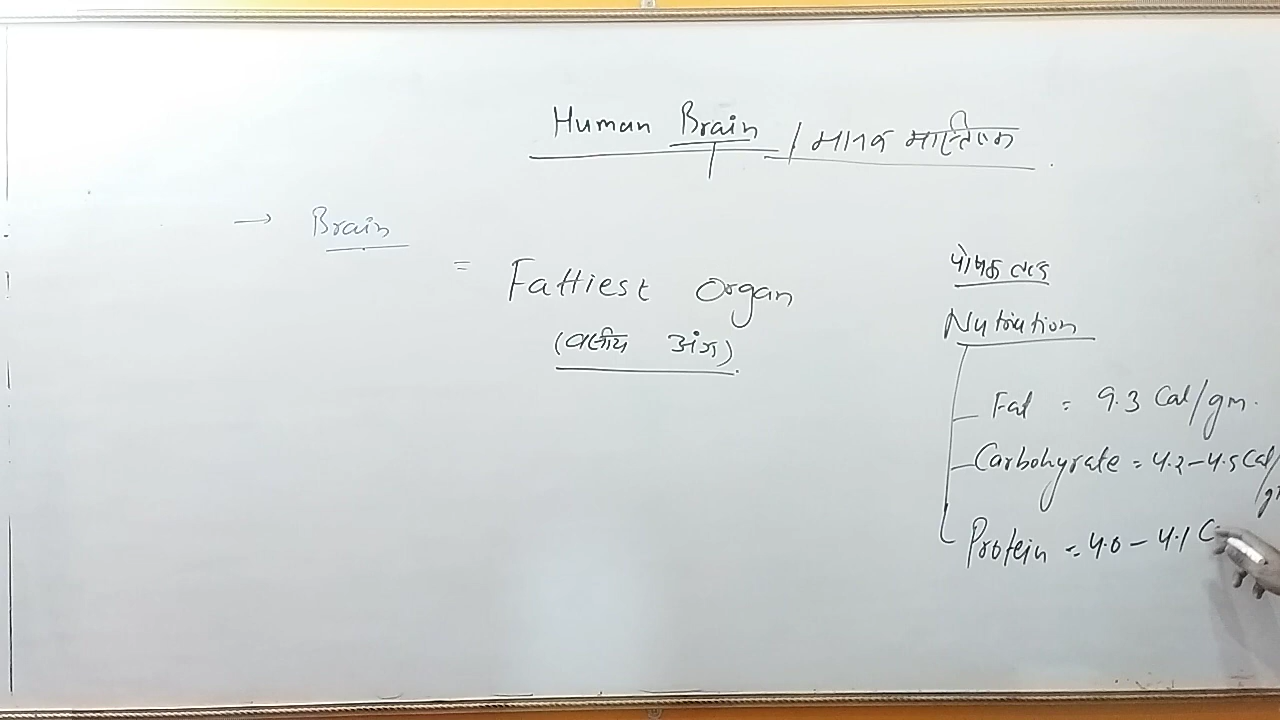 Human Brain / मानव मास्तिष्क
→ Brain
= Fattiest Organ
(वसीय अंग).
पोषक तत्व
Nutrition
Fat = 9.3 Cal/gm.
Carbohyrate = 4.2-4.5 Cal/gm
Protein = 4.0-4.1 C